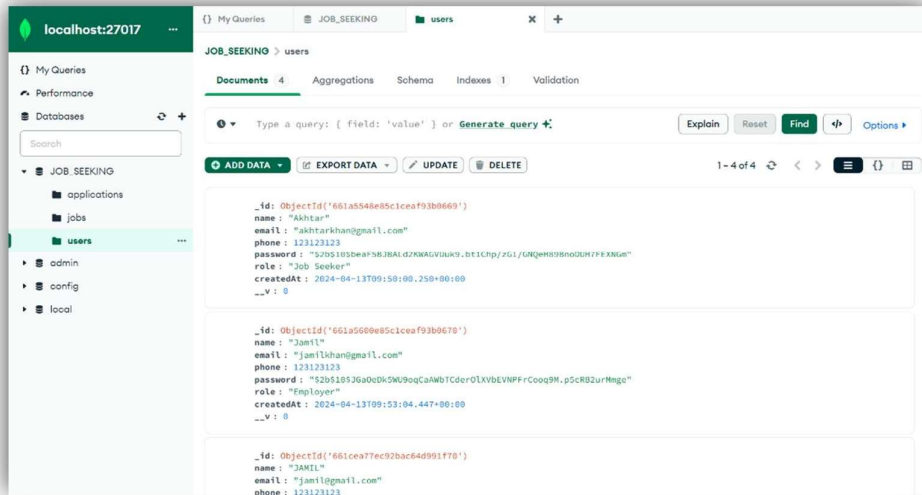 localhost:27017
{} My Queries
JOB_SEEKING
users
JOB_SEEKING > users
{} My Queries
Performance
Databases
Search
JOB_SEEKING
applications
jobs
users
admin
config
local
Documents 4 Aggregations Schema Indexes 1 Validation
Type a query: { field: 'value' } or Generate query
Explain Reset Find </> Options
ADD DATA EXPORT DATA UPDATE DELETE
1 – 4 of 4
{}
_id: ObjectId('661a5548e85c1ceaf93b0669')
name : "Akhtar"
email : "akhtarkhan@gmail.com"
phone : 123123123
password :
role : "Job Seeker"
createdAt : 2024-04-13T09:50:00.250+00:00
__v : 0
_id: ObjectId('661a5600e85c1ceaf93b0670')
name : "Jamil"
email : "jamilkhan@gmail.com"
phone : 123123123
password :
role : "Employer"
createdAt : 2024-04-13T09:53:04.447+00:00
__v : 0
_id: ObjectId('661cea77ec92bac64d991f70')
name : "JAMIL"
email : "jamil@gmail.com"
phone : 123123123